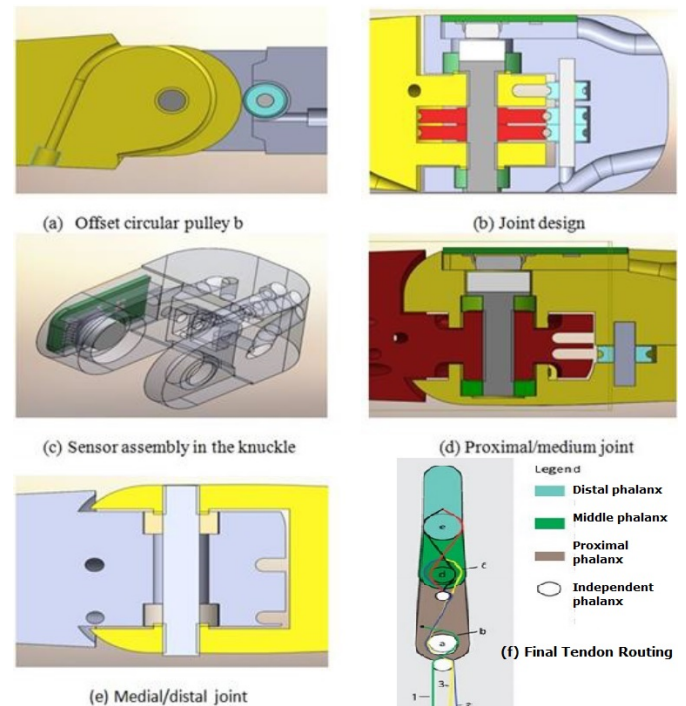 (a) Offset circular pulley b
(b) Joint design
(c) Sensor assembly in the knuckle
(d) Proximal/medium joint
(e) Medial/distal joint
Legend
Distal phalanx
Middle phalanx
Proximal
phalanx
Independent
phalanx
(f) Final Tendon Routing
e
c
d
b
a
3
1